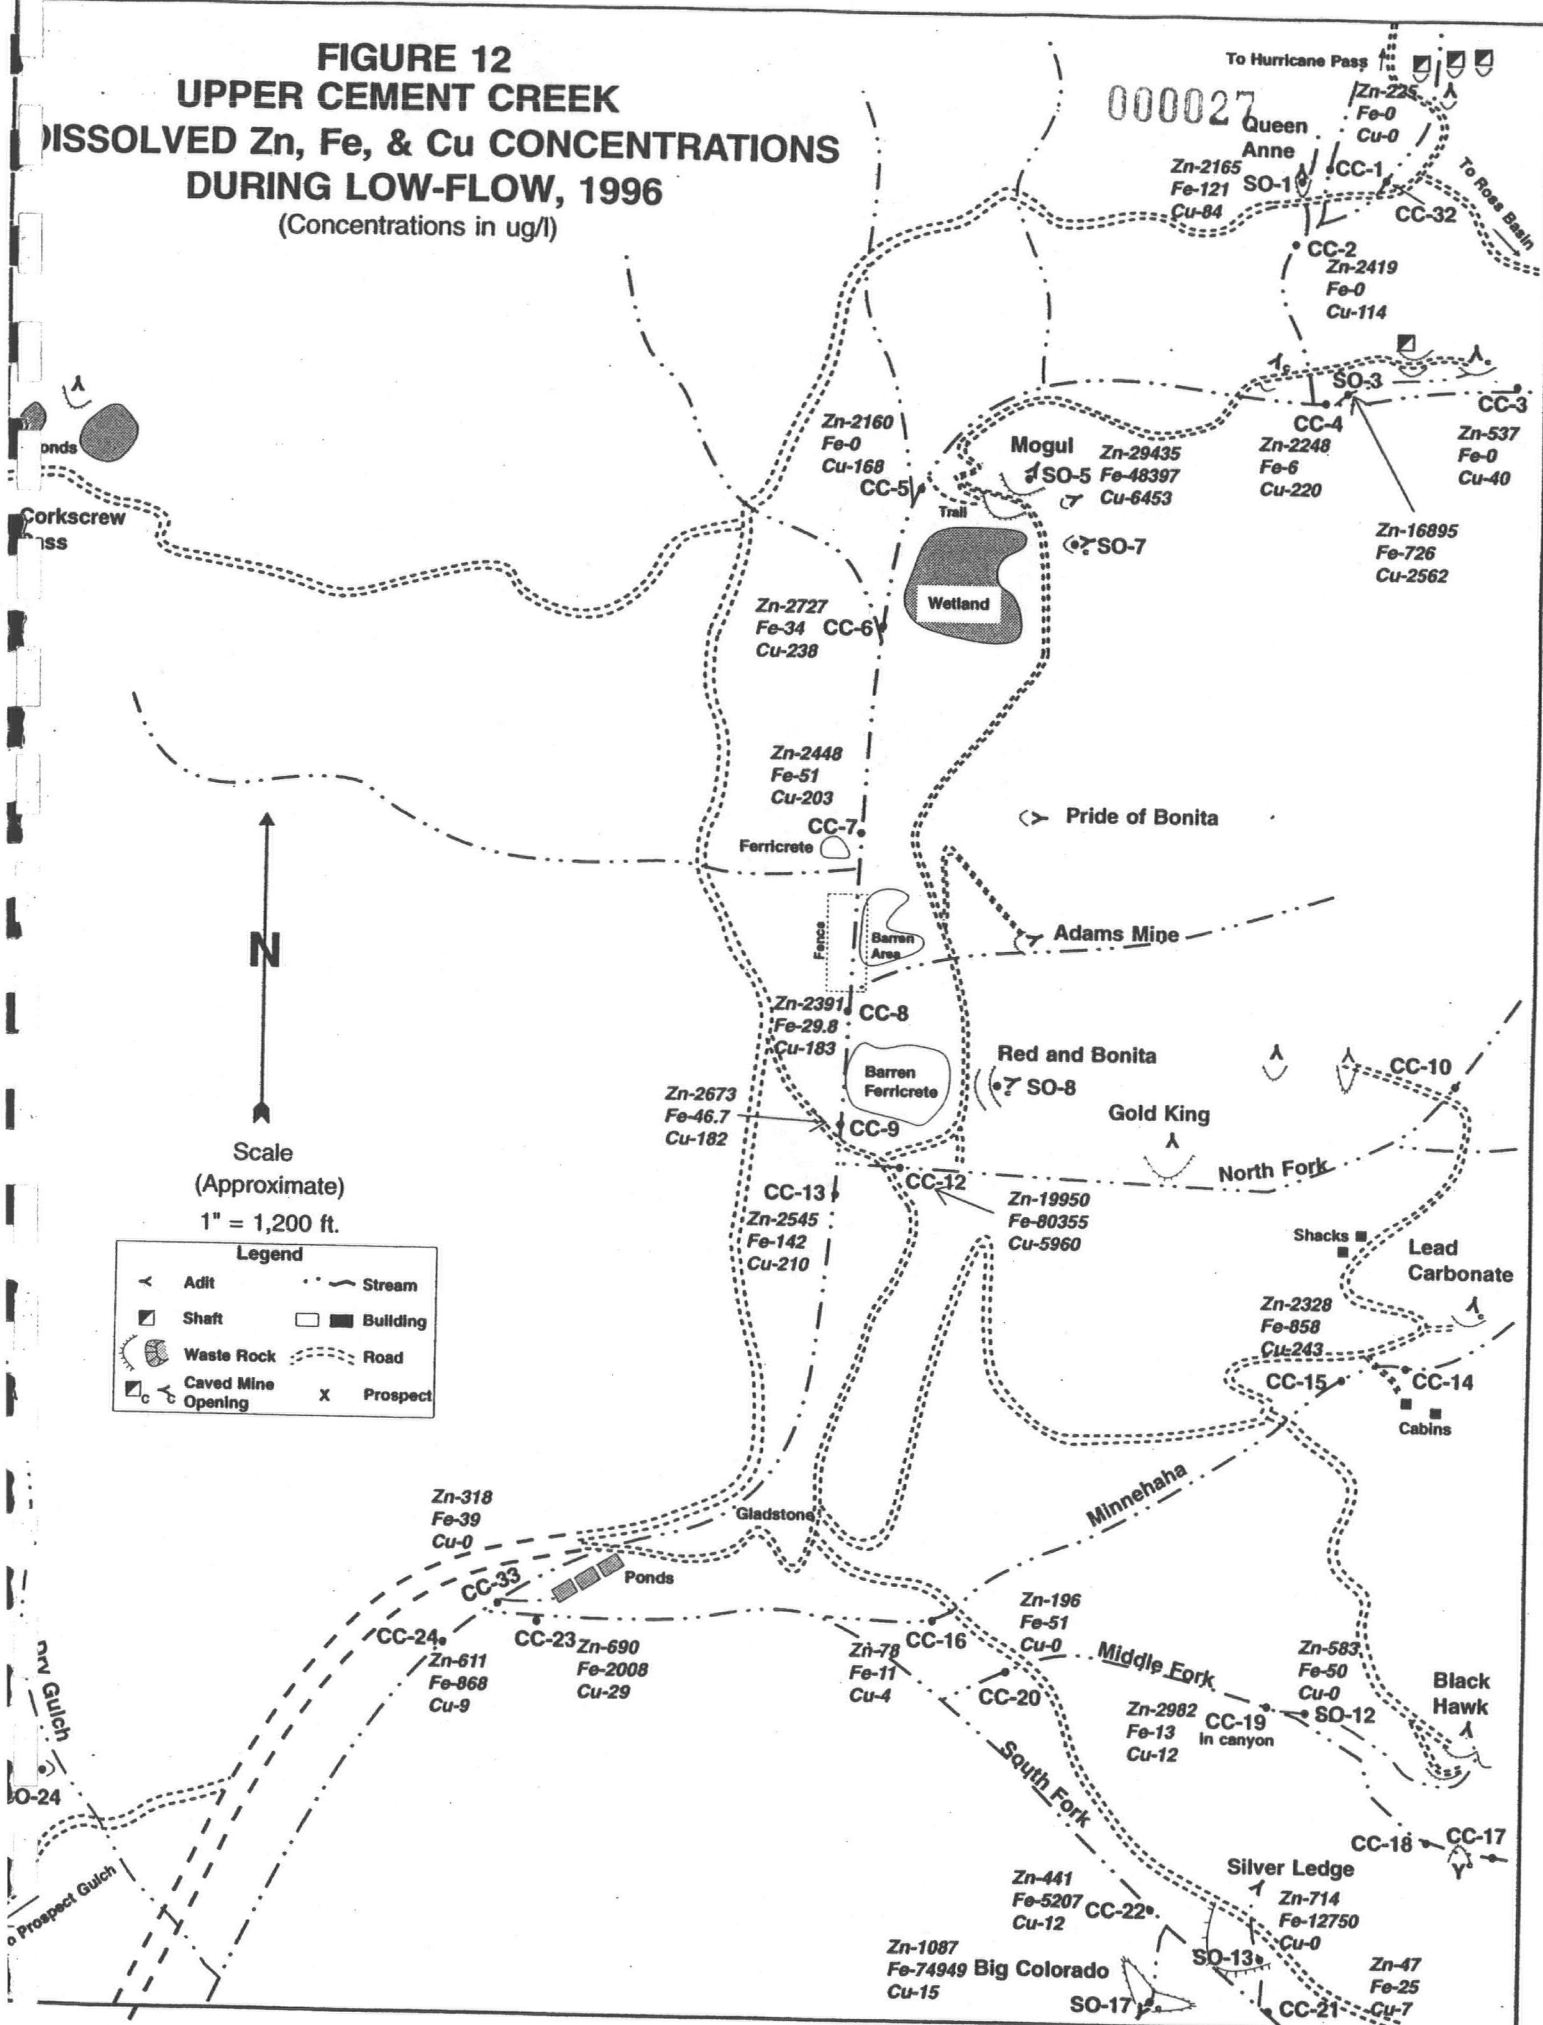 FIGURE 12
UPPER CEMENT CREEK
DISSOLVED Zn, Fe, & Cu CONCENTRATIONS
DURING LOW-FLOW, 1996
(Concentrations in ug/l)
000027
To Hurricane Pass
Zn-225
Fe-0
Cu-0
Queen
Anne
Zn-2165
Fe-121
Cu-84
SO-1
CC-1
CC-32
To Ross Basin
CC-2
Zn-2419
Fe-0
Cu-114
SO-3
CC-4
CC-3
Zn-2248
Fe-6
Cu-220
Zn-537
Fe-0
Cu-40
Zn-16895
Fe-726
Cu-2562
Zn-2160
Fe-0
Cu-168
CC-5
Mogul
SO-5
Zn-29435
Fe-48397
Cu-6453
Trail
SO-7
Wetland
onds
Corkscrew
Zn-2727
Fe-34
Cu-238
CC-6
Zn-2448
Fe-51
Cu-203
CC-7
Ferricrete
Pride of Bonita
Fence
Barren
Area
Adams Mine
N
Zn-2391
Fe-29.8
Cu-183
CC-8
Barren
Ferricrete
Red and Bonita
SO-8
CC-10
Zn-2673
Fe-46.7
Cu-182
CC-9
Gold King
North Fork
CC-12
CC-13
Zn-2545
Fe-142
Cu-210
Zn-19950
Fe-80355
Cu-5960
Scale
(Approximate)
1" = 1,200 ft.
Legend
Adit
Stream
Shaft
Building
Waste Rock
Road
C C Caved Mine
Opening
X Prospect
Shacks
Lead
Carbonate
Zn-2328
Fe-858
Cu-243
CC-15
CC-14
Cabins
Minnehaha
Zn-318
Fe-39
Cu-0
Gladstone
Ponds
CC-33
CC-24
CC-23
Zn-611
Fe-868
Cu-9
Zn-690
Fe-2008
Cu-29
CC-16
Zn-78
Fe-11
Cu-4
Zn-196
Fe-51
Cu-0
CC-20
Middle Fork
Zn-583
Fe-50
Cu-0
SO-12
Black
Hawk
Zn-2982
Fe-13
Cu-12
CC-19
In canyon
South Fork
CC-18
CC-17
Dry Gulch
O-24
o Prospect Gulch
Silver Ledge
Zn-714
Fe-12750
Cu-0
Zn-441
Fe-5207
Cu-12
CC-22
SO-13
Zn-1087
Fe-74949
Cu-15
Big Colorado
SO-17
CC-21
Zn-47
Fe-25
Cu-7